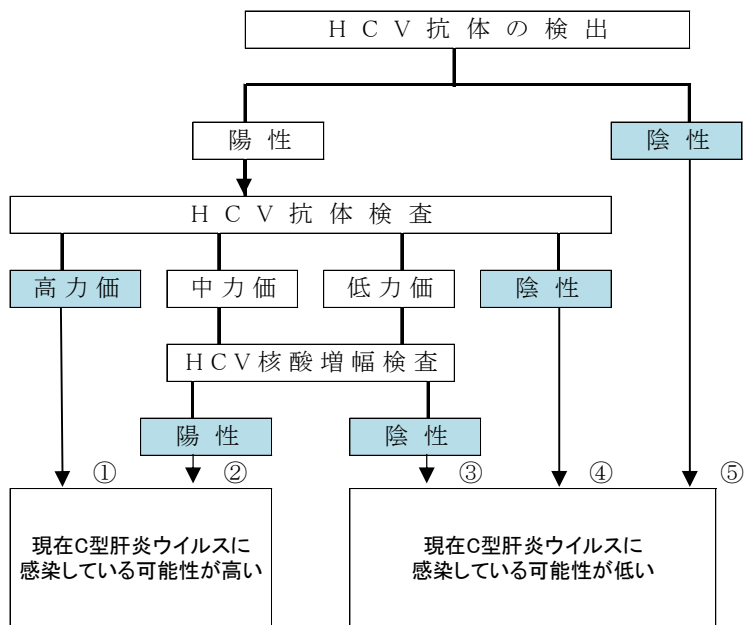 HCV抗体の検出
陽性
陰性
HCV抗体検査
高力価
中力価
低力価
陰性
HCV核酸増幅検査
陽性
陰性
①
②
③
④
⑤
現在C型肝炎ウイルスに
感染している可能性が高い
現在C型肝炎ウイルスに
感染している可能性が低い